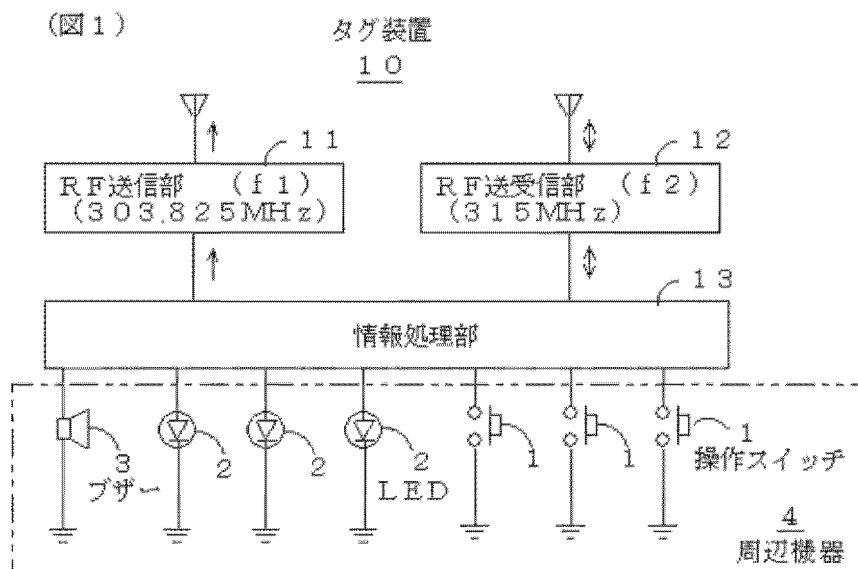 (図1)
タグ装置
10
11
12
RF送信部 (f1)
(303.825MHz)
RF送受信部 (f2)
(315MHz)
13
情報処理部
3
ブザー
2
2
2
LED
1
1
1
操作スイッチ
4
周辺機器